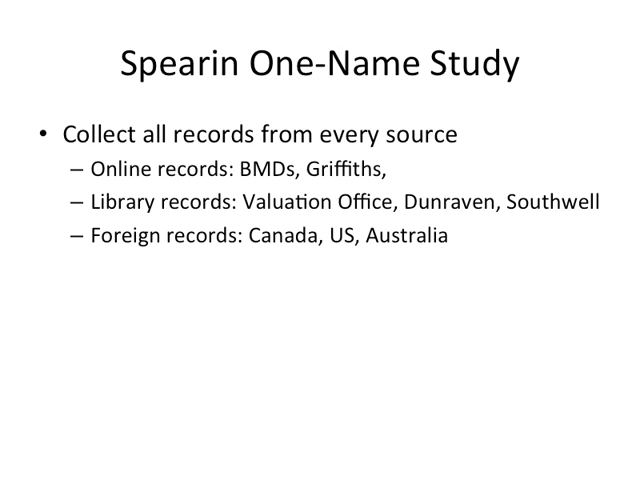 Spearin One-Name Study
• Collect all records from every source
– Online records: BMDs, Griffiths,
– Library records: Valuation Office, Dunraven, Southwell
– Foreign records: Canada, US, Australia